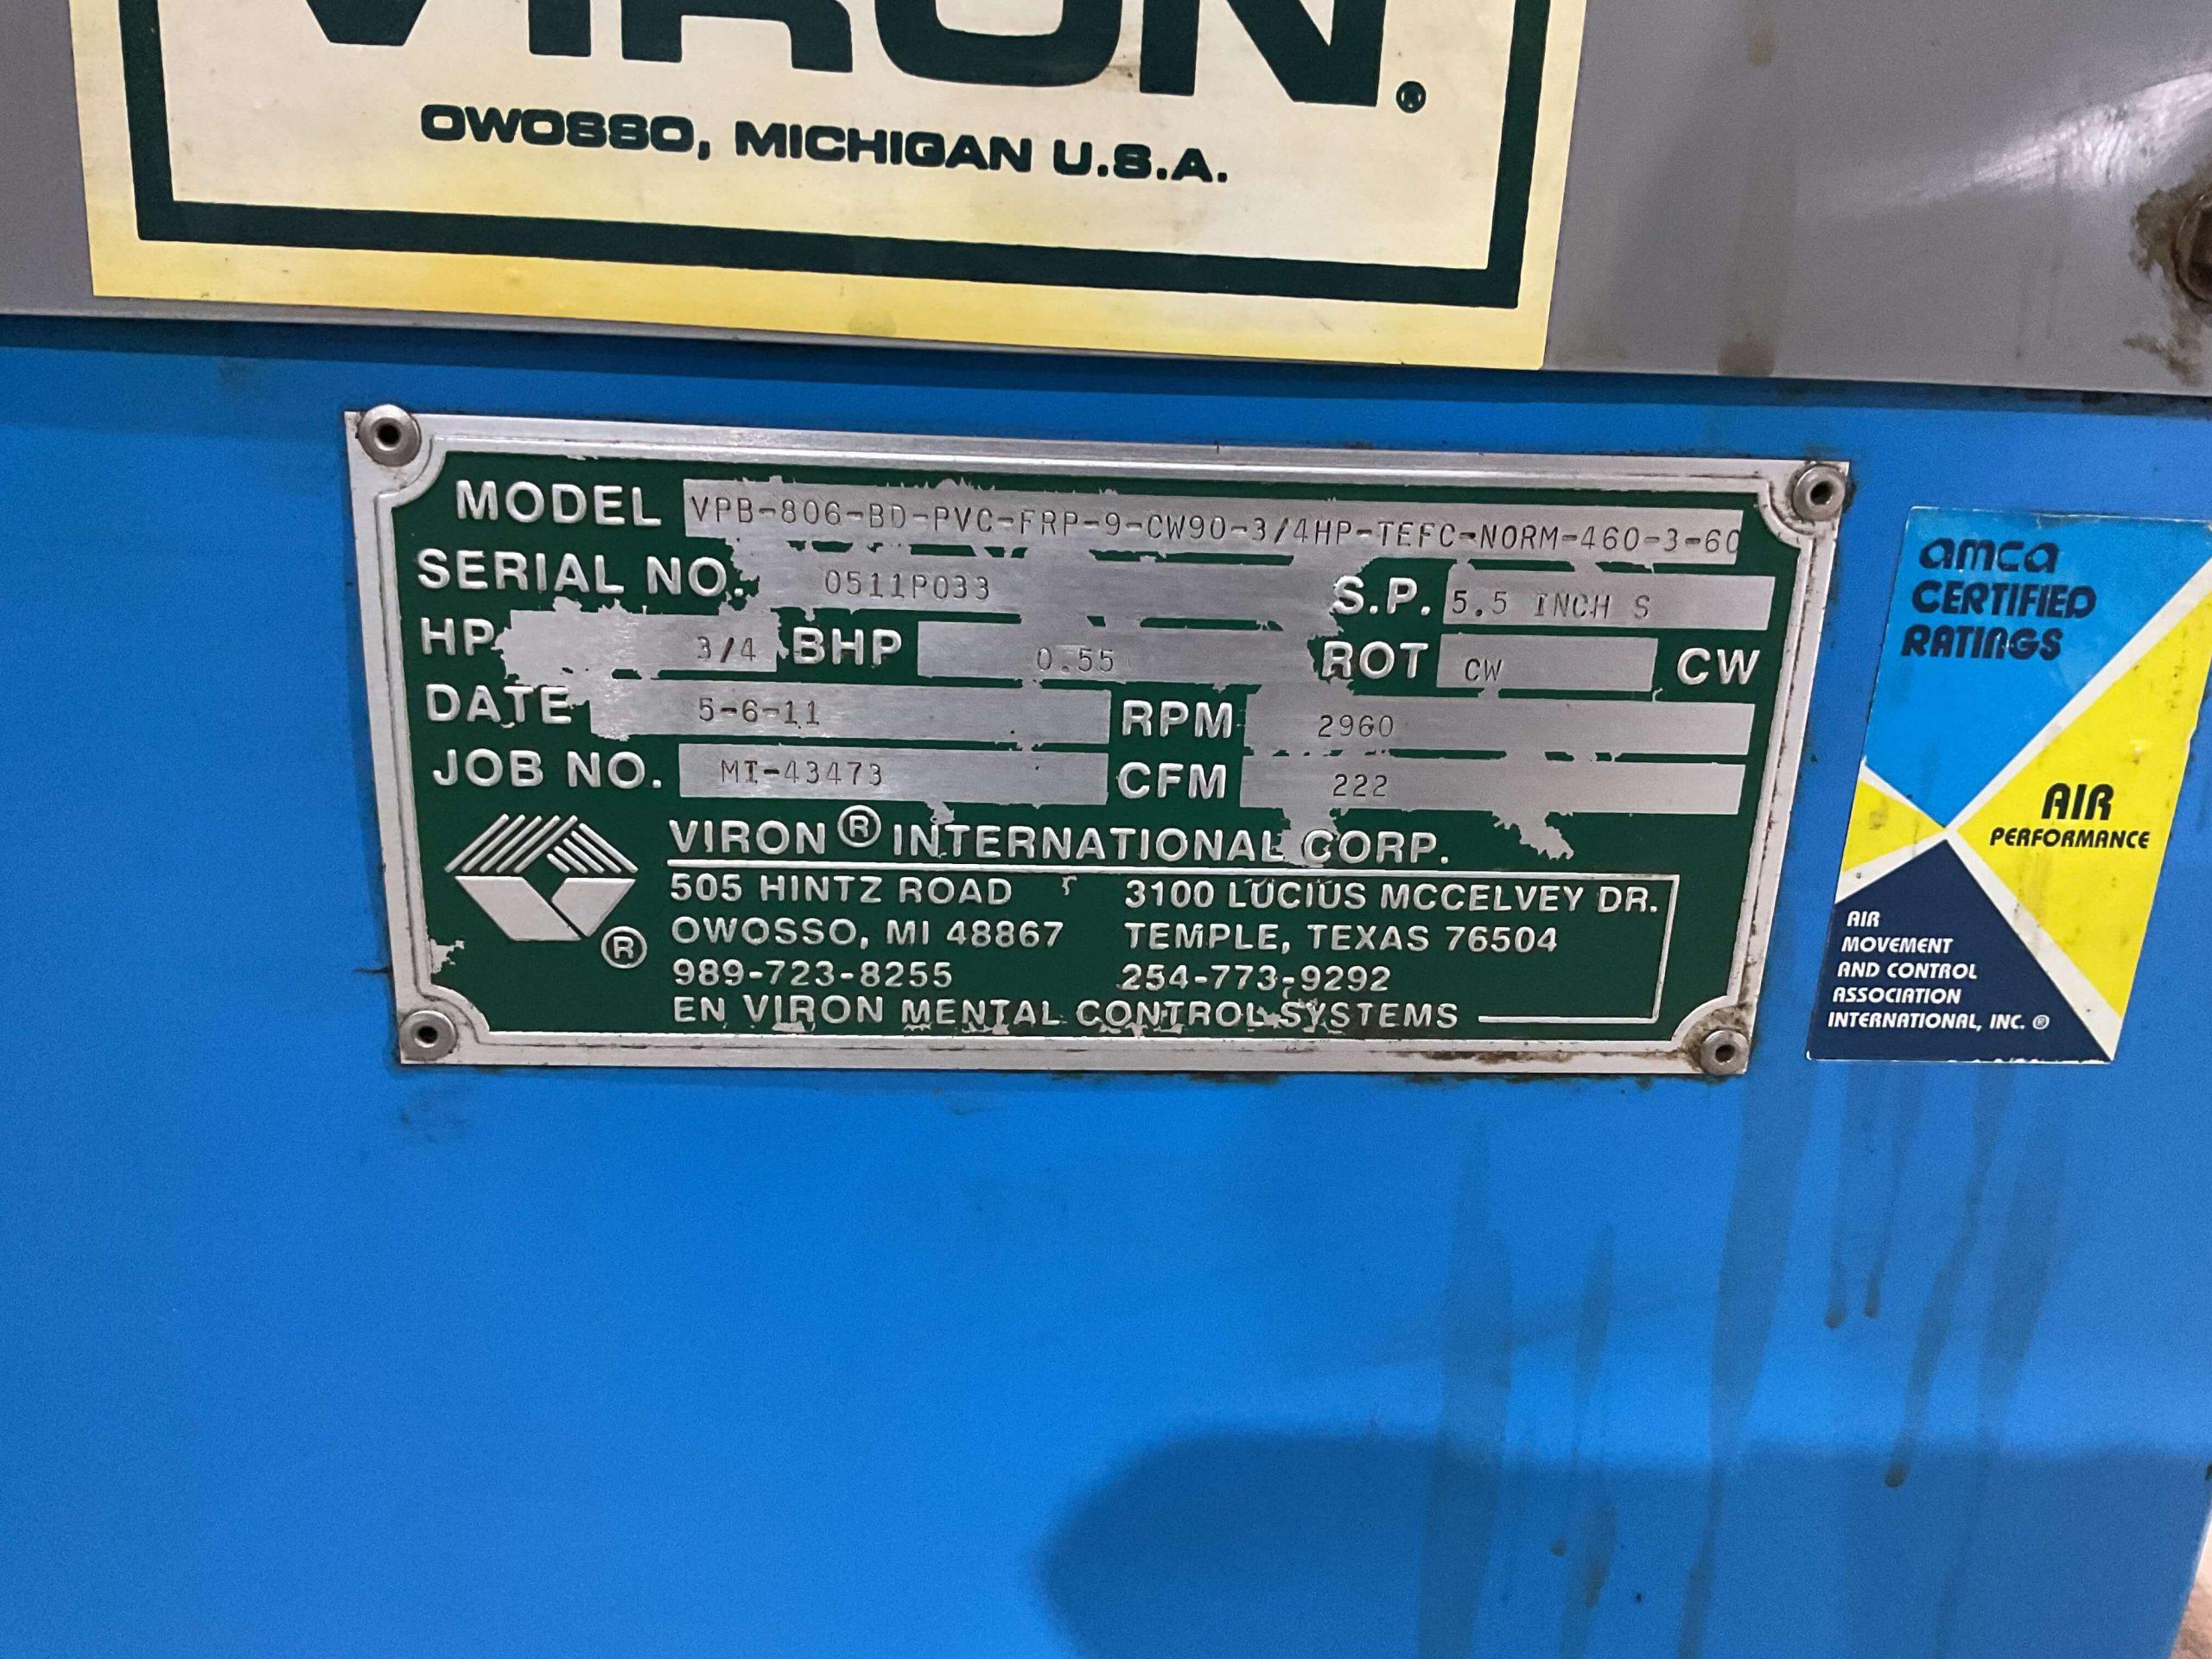 VIRON®
OWOSSO, MICHIGAN U.S.A.
MODEL VPB-806-BD-PVC-FRP-9-CW90-3/4HP-TEFC-NORM-460-3-60
SERIAL NO. 0511P033 S.P. 5.5 INCH S
HP 3/4 BHP 0.55 ROT CW CW
DATE 5-6-11 RPM 2960
JOB NO. MI-43473 CFM 222
VIRON® INTERNATIONAL CORP.
505 HINTZ ROAD 3100 LUCIUS MCCELVEY DR.
OWOSSO, MI 48867 TEMPLE, TEXAS 76504
989-723-8255 254-773-9292
EN VIRON MENTAL CONTROL SYSTEMS
®
amca
CERTIFIED
RATINGS
AIR
PERFORMANCE
AIR
MOVEMENT
AND CONTROL
ASSOCIATION
INTERNATIONAL, INC. ®